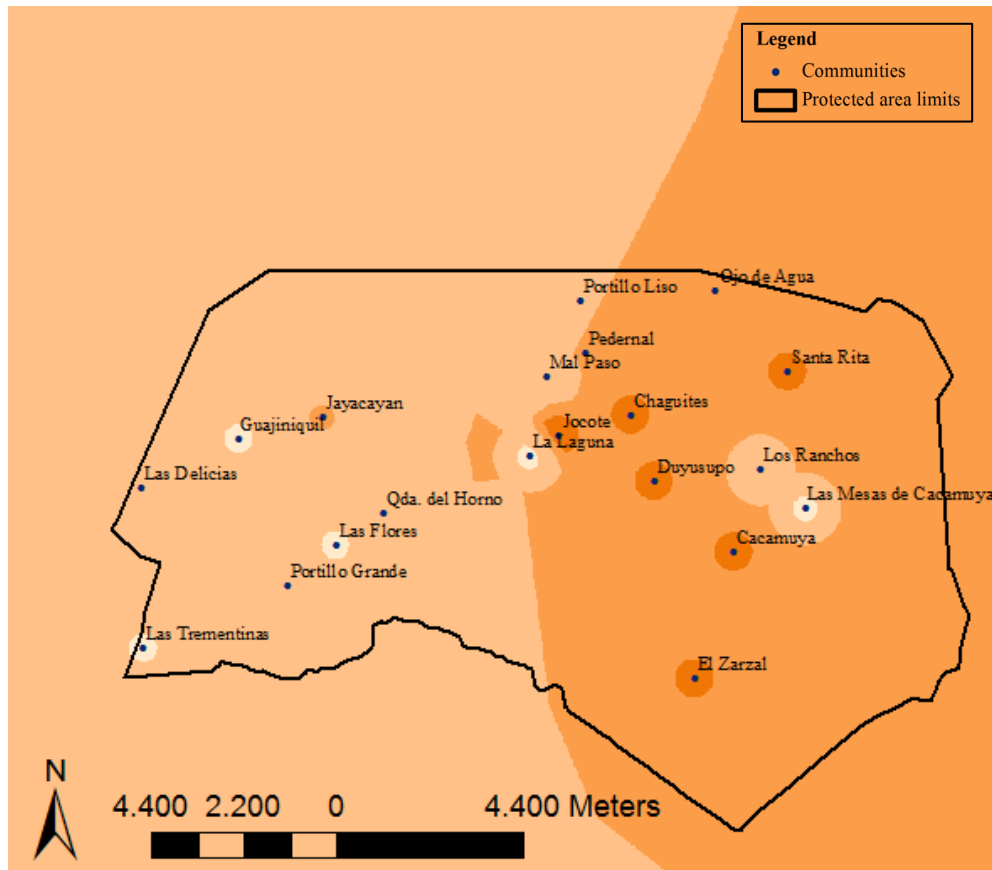 Legend
Communities
Protected area limits
Ojo de Agua
Portillo Liso
Pedernal
Mal Paso
Santa Rita
Jayacayan
Chaguites
Guajiniquil
Jocote
La Laguna
Los Ranchos
Las Delicias
Duyusupo
Qda. del Horno
Las Mesas de Cacamuya
Las Flores
Cacamuya
Portillo Grande
Las Trementinas
El Zarzal
N
4.400 2.200 0 4.400 Meters